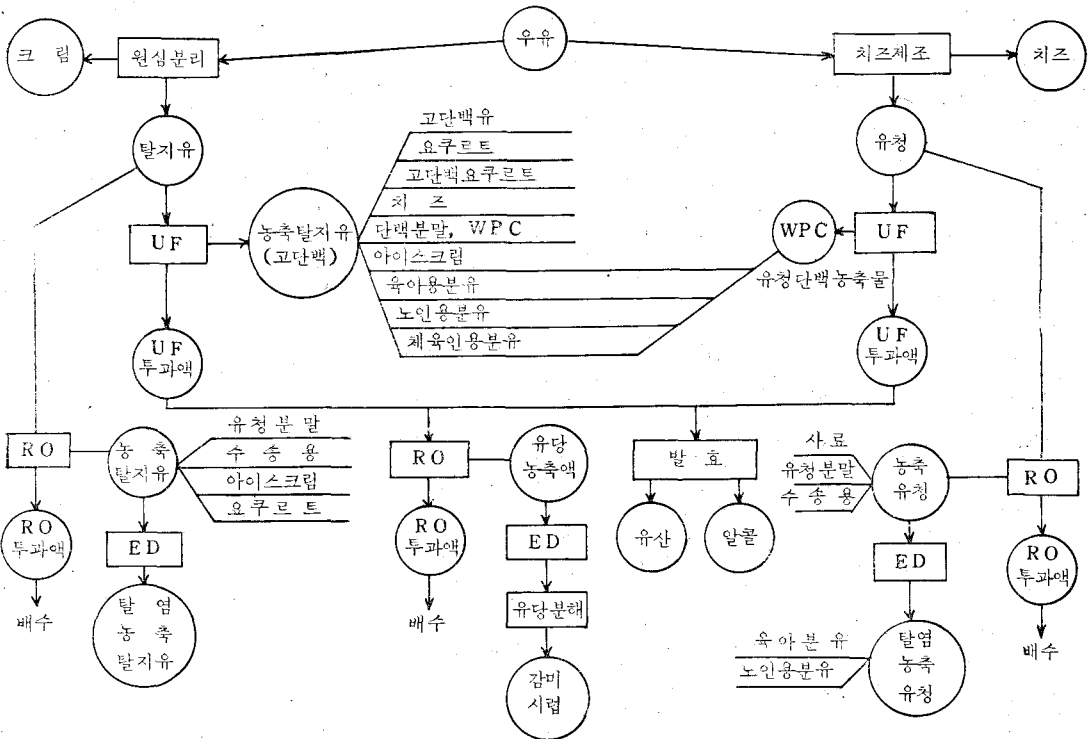 우유
크 림
원심분리
치즈제조
치즈
탈지유
유청
고단백유
요쿠르트
고단백요쿠르트
치 즈
단백분말, WPC
아이스크림
육아용분유
노인용분유
체육인용분유
UF
농축탈지유
(고단백)
WPC
UF
유청단백농축물
UF
투과액
UF
투과액
RO
농 축
탈지유
유청분말
수송용
아이스크림
요쿠르트
RO
유당
농축액
발 효
사료
유청분말
수송용
농축
유청
RO
RO
투과액
ED
RO
투과액
ED
유산
알콜
ED
RO
투과액
배수
탈 염
농 축
탈지유
배수
유당분해
감미
시럽
육아분유
노인용분유
탈염
농축
유청
배수